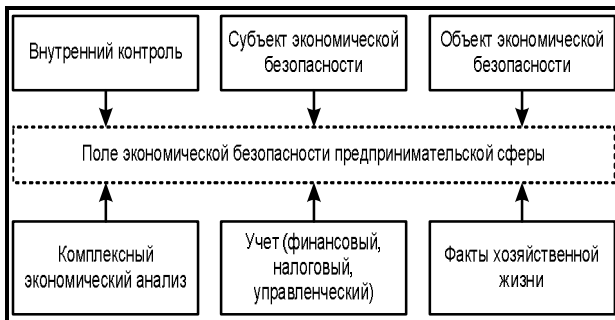 Внутренний контроль
Субъект экономической
безопасности
Объект экономической
безопасности
Поле экономической безопасности предпринимательской сферы
Комплексный
экономический анализ
Учет (финансовый,
налоговый,
управленческий)
Факты хозяйственной
жизни